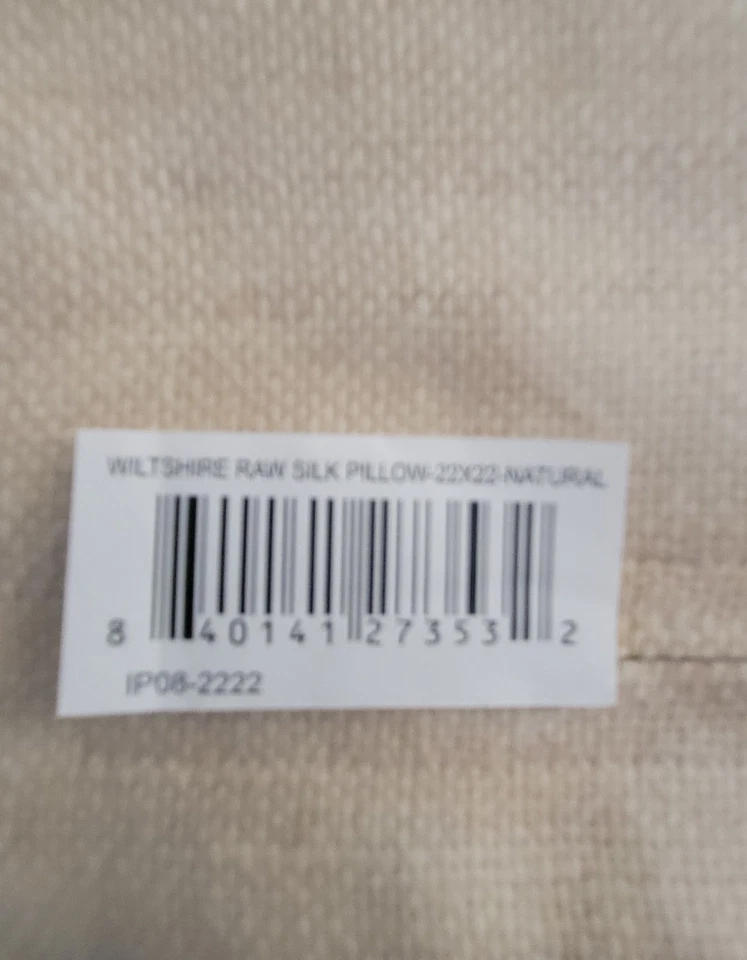 WILTSHIRE RAW SILK PILLOW-22X22-NATURAL
8 40141 27353 2
IP08-2222